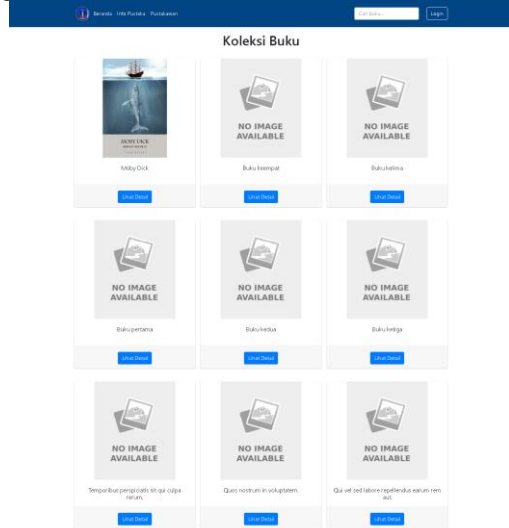 Beranda Info Pustaka Pustakawan
Cari buku...
Login
Koleksi Buku
MOBY DICK
NO IMAGE
AVAILABLE
NO IMAGE
AVAILABLE
Moby Dick
Buku keempat
Buku kelima
Lihat Detail
Lihat Detail
Lihat Detail
NO IMAGE
AVAILABLE
NO IMAGE
AVAILABLE
NO IMAGE
AVAILABLE
Buku pertama
Buku kedua
Buku ketiga
Lihat Detail
Lihat Detail
Lihat Detail
NO IMAGE
AVAILABLE
NO IMAGE
AVAILABLE
NO IMAGE
AVAILABLE
Temporibus perspiciatis sit qui culpa
rerum.
Quos nostrum in voluptatem.
Qui vel sed labore repellendus earum rem
aut.
Lihat Detail
Lihat Detail
Lihat Detail